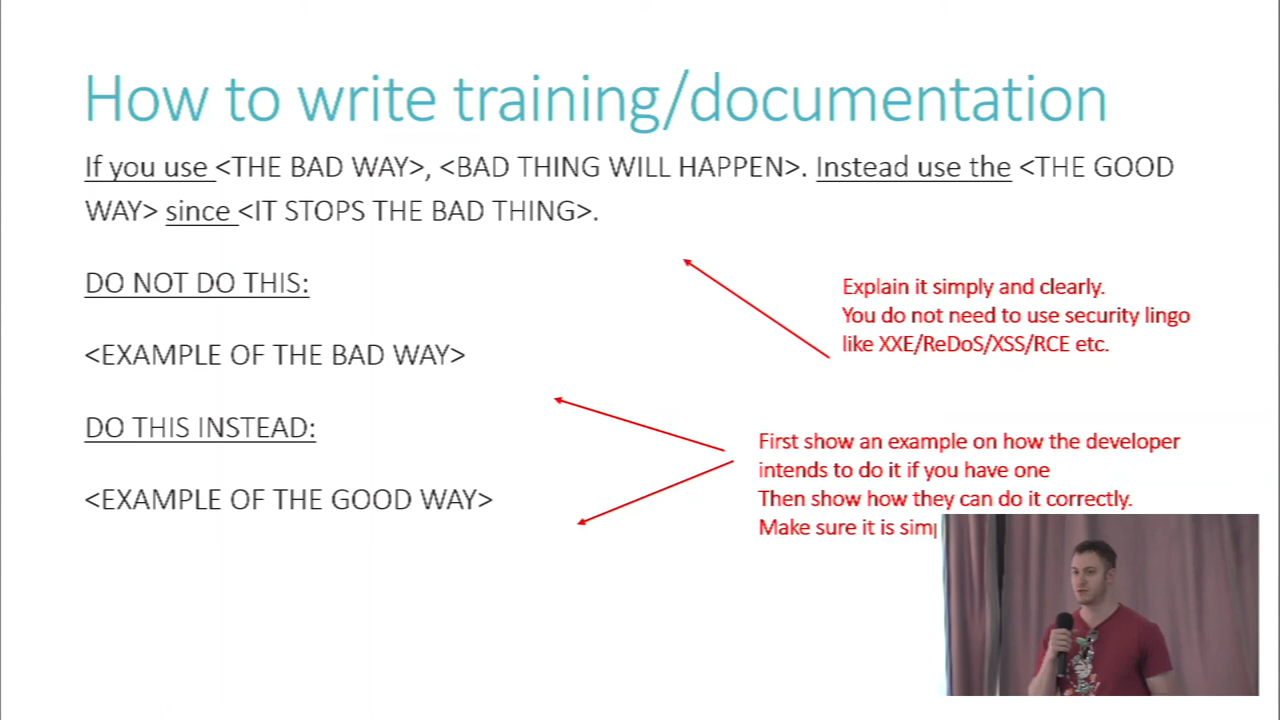 How to write training/documentation
If you use <THE BAD WAY>, <BAD THING WILL HAPPEN>. Instead use the <THE GOOD
WAY> since <IT STOPS THE BAD THING>.
DO NOT DO THIS:
<EXAMPLE OF THE BAD WAY>
DO THIS INSTEAD:
<EXAMPLE OF THE GOOD WAY>
Explain it simply and clearly.
You do not need to use security lingo
like XXE/ReDoS/XSS/RCE etc.
First show an example on how the developer
intends to do it if you have one
Then show how they can do it correctly.
Make sure it is